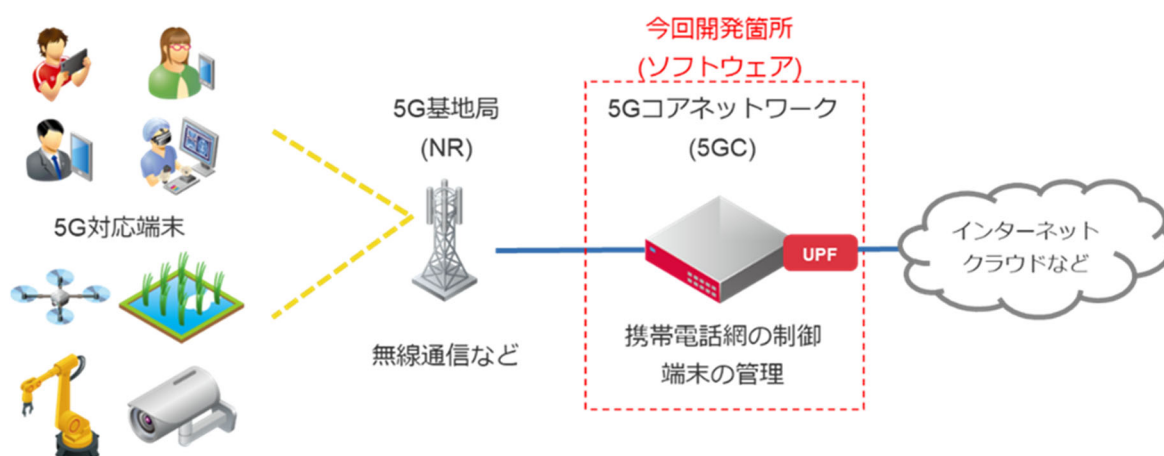 今回開発箇所
(ソフトウェア)
5G基地局
(NR)
5Gコアネットワーク
(5GC)
5G対応端末
UPF
インターネット
クラウドなど
無線通信など
携帯電話網の制御
端末の管理